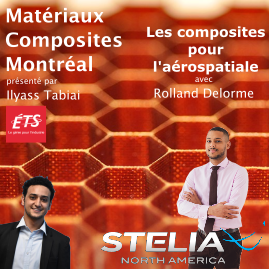 Matériaux
Composites
Montréal
présenté par
Ilyass Tabiai
ÉTS
Le génie pour l'industrie
Les composites
pour
l'aérospatiale
avec
Rolland Delorme
STELIA
NORTH AMERICA